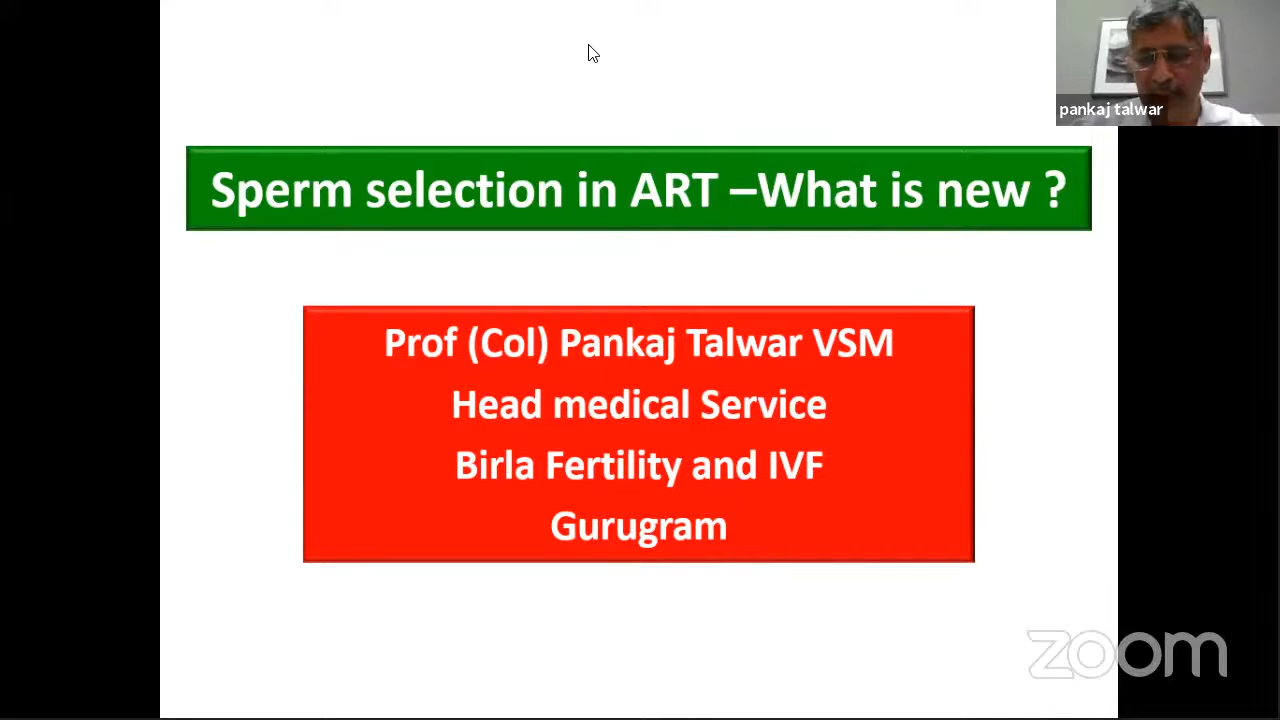 pankaj talwar
Sperm selection in ART –What is new ?
Prof (Col) Pankaj Talwar VSM
Head medical Service
Birla Fertility and IVF
Gurugram
zoom